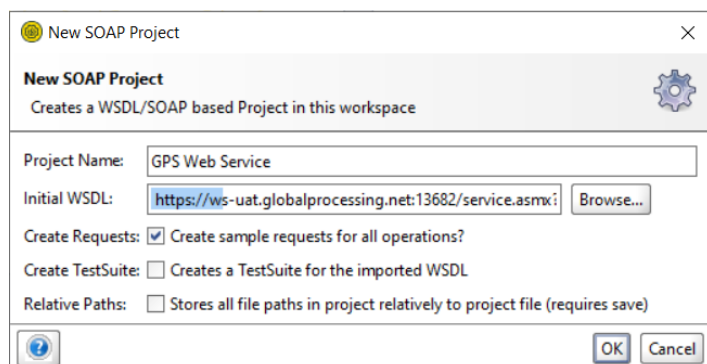 New SOAP Project
New SOAP Project
Creates a WSDL/SOAP based Project in this workspace
Project Name: GPS Web Service
Initial WSDL: https://ws-uat.globalprocessing.net:13682/service.asmx? Browse...
Create Requests: Create sample requests for all operations?
Create TestSuite: Creates a TestSuite for the imported WSDL
Relative Paths: Stores all file paths in project relatively to project file (requires save)
? OK Cancel